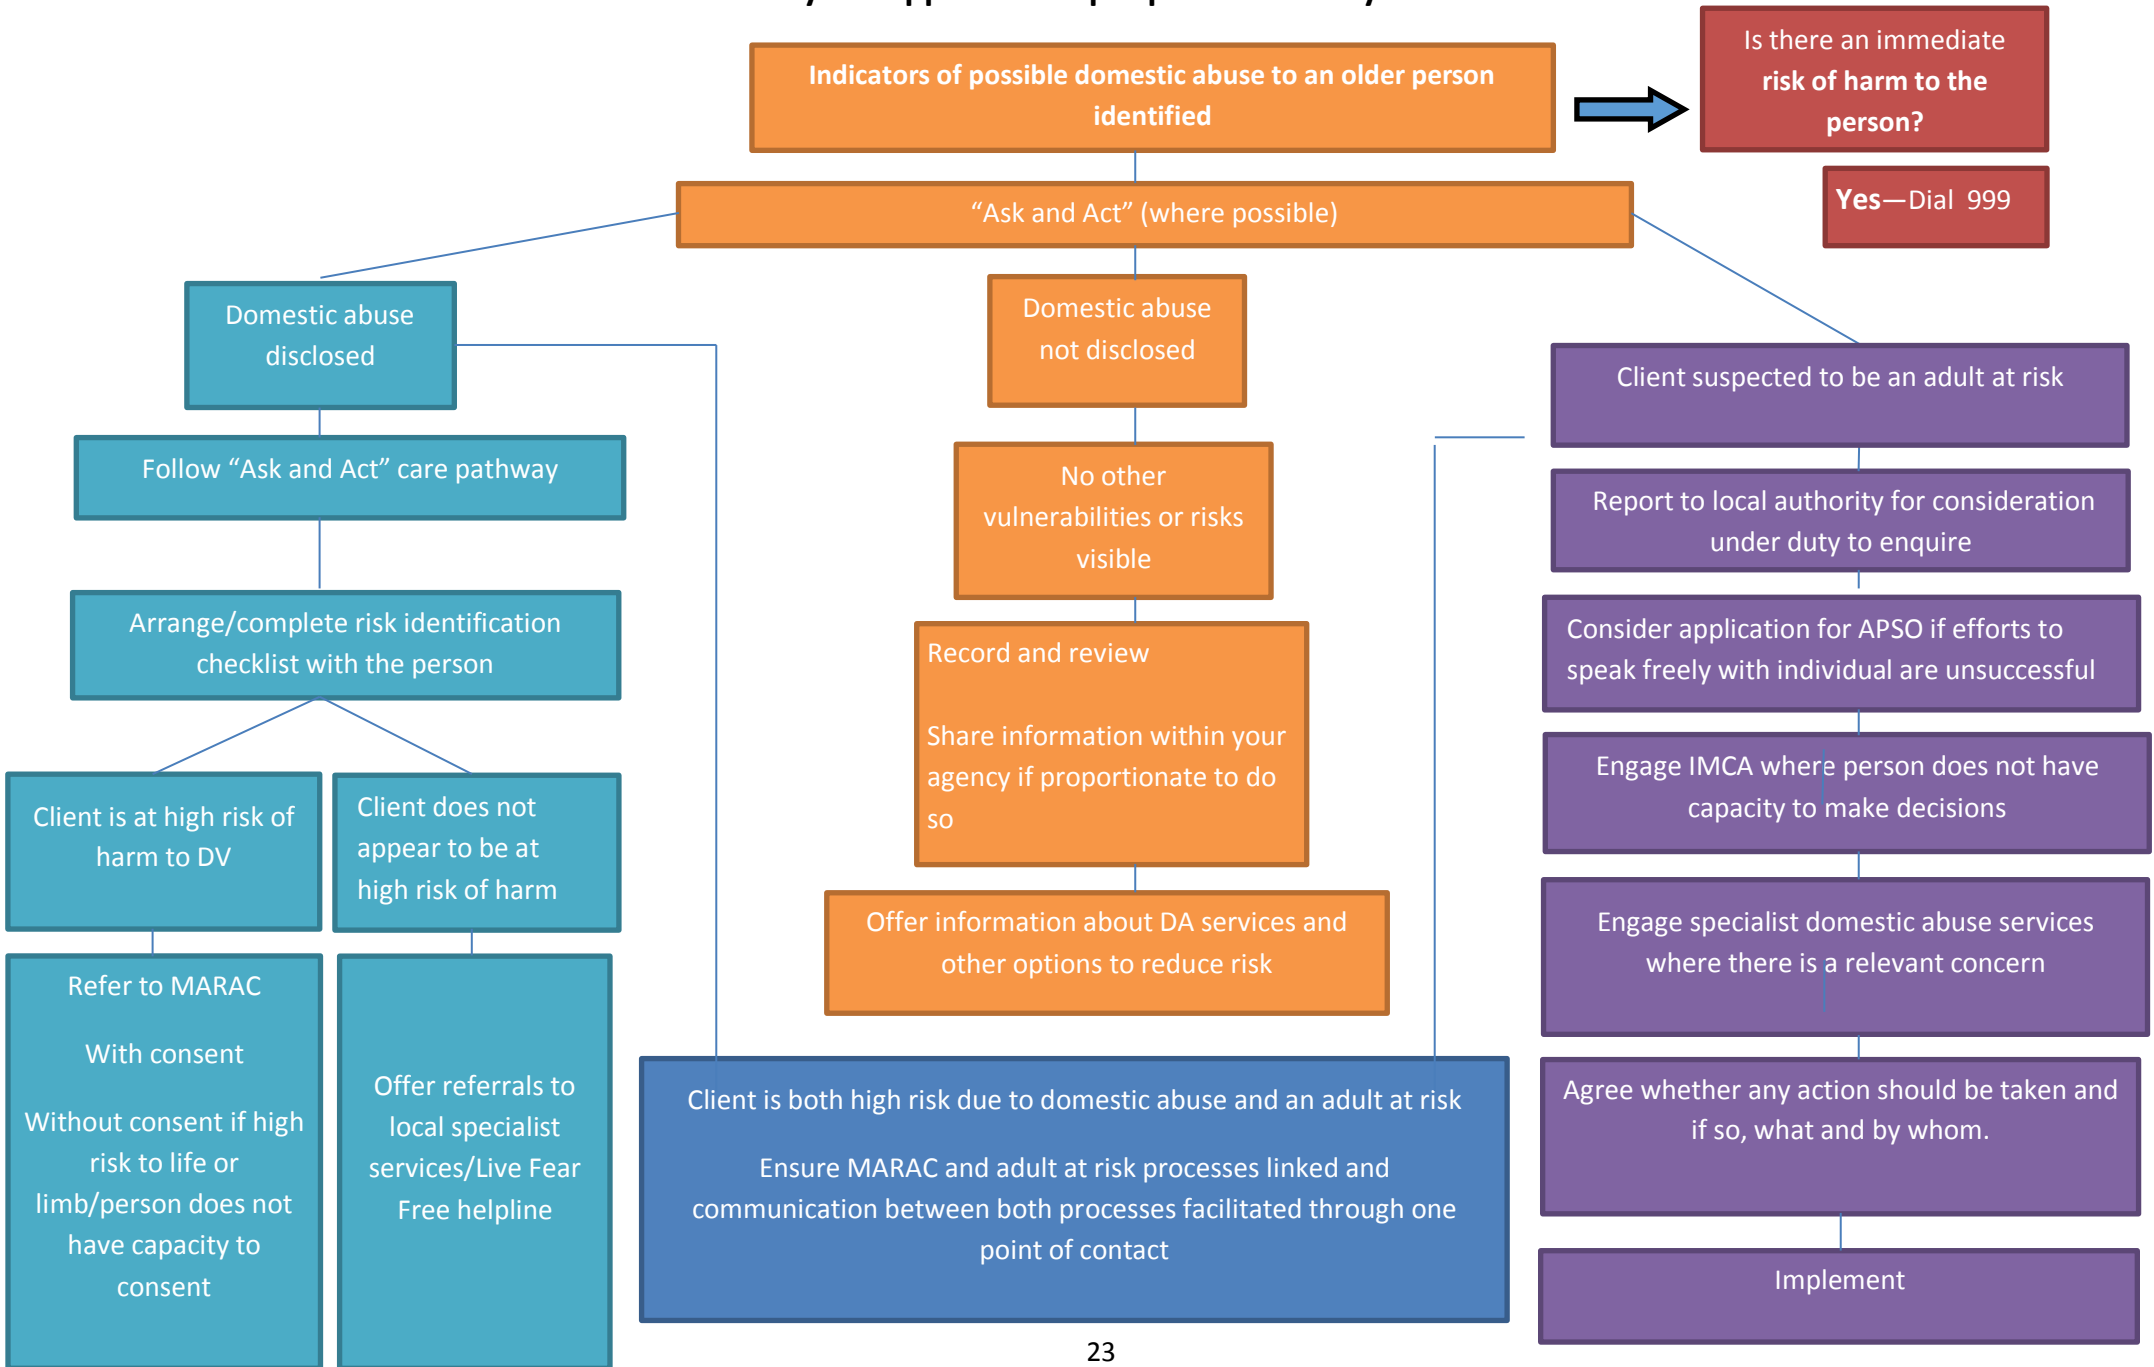 Indicators of possible domestic abuse to an older person
identified
Is there an immediate
risk of harm to the
person?
Yes—Dial 999
“Ask and Act” (where possible)
Domestic abuse
disclosed
Follow “Ask and Act” care pathway
Arrange/complete risk identification
checklist with the person
Client is at high risk of
harm to DV
Client does not
appear to be at
high risk of harm
Refer to MARAC
With consent
Without consent if high
risk to life or
limb/person does not
have capacity to
consent
Offer referrals to
local specialist
services/Live Fear
Free helpline
Domestic abuse
not disclosed
No other
vulnerabilities or risks
visible
Record and review
Share information within your
agency if proportionate to do
so
Offer information about DA services and
other options to reduce risk
Client is both high risk due to domestic abuse and an adult at risk
Ensure MARAC and adult at risk processes linked and
communication between both processes facilitated through one
point of contact
Client suspected to be an adult at risk
Report to local authority for consideration
under duty to enquire
Consider application for APSO if efforts to
speak freely with individual are unsuccessful
Engage IMCA where person does not have
capacity to make decisions
Engage specialist domestic abuse services
where there is a relevant concern
Agree whether any action should be taken and
if so, what and by whom.
Implement
23